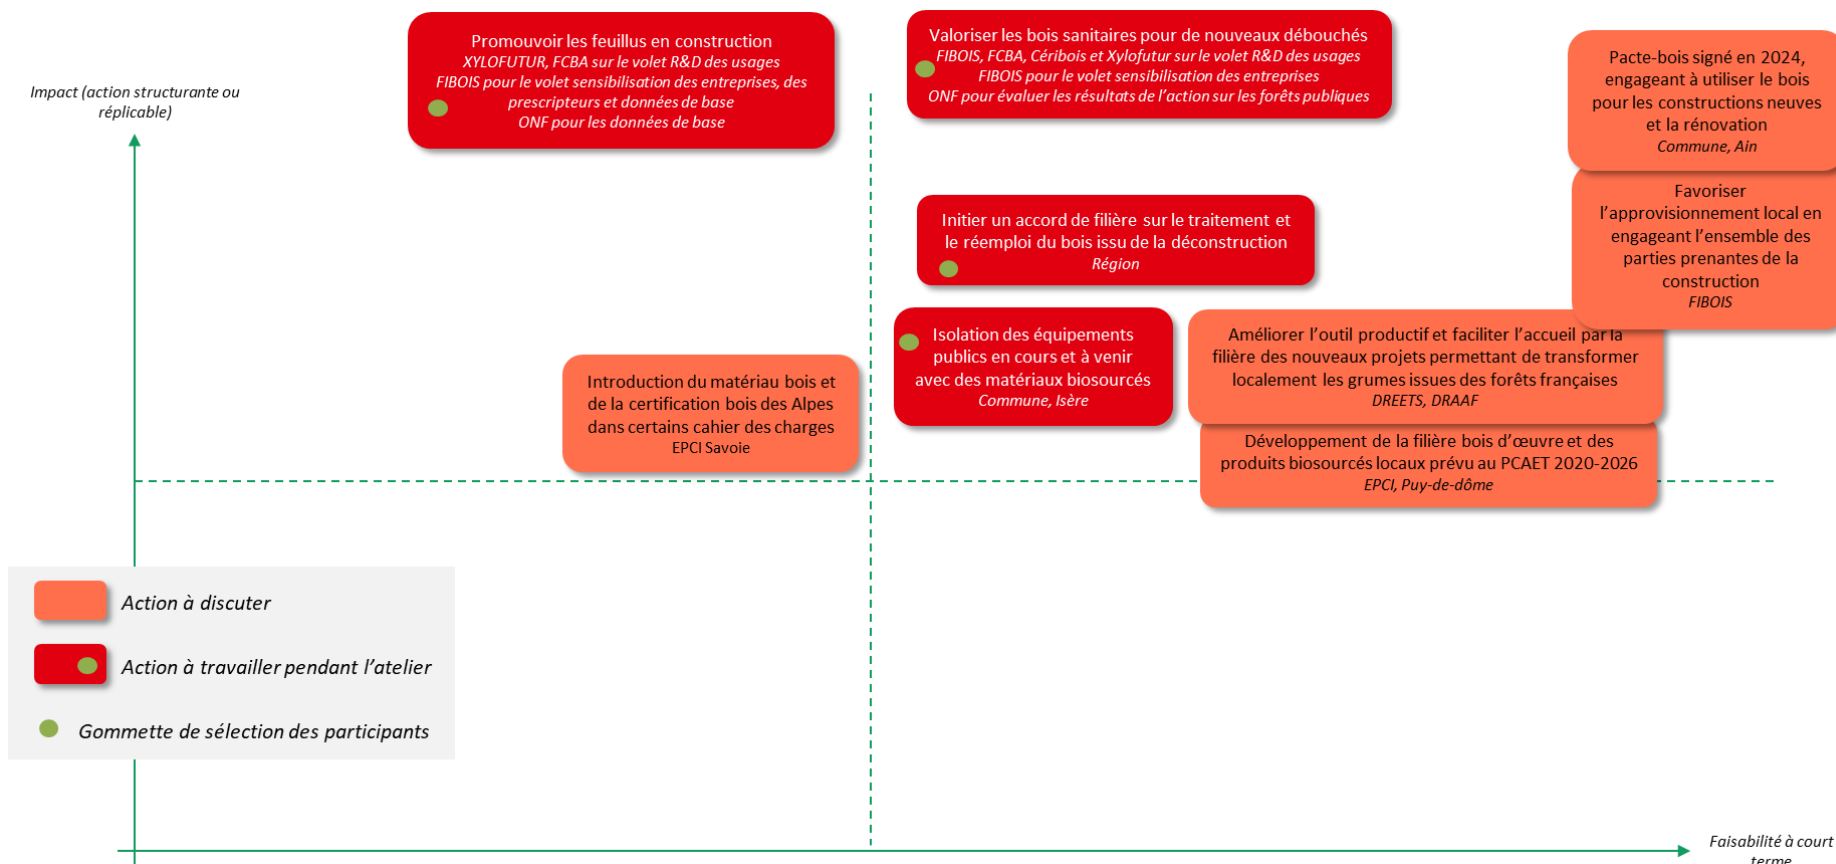 Impact (action structurante ou
réplicable)
Promouvoir les feuillus en construction
XYLOFUTUR, FCBA sur le volet R&D des usages
FIBOIS pour le volet sensibilisation des entreprises, des
prescripteurs et données de base
ONF pour les données de base
Valoriser les bois sanitaires pour de nouveaux débouchés
FIBOIS, FCBA, Céribois et Xylofutur sur le volet R&D des usages
FIBOIS pour le volet sensibilisation des entreprises
ONF pour évaluer les résultats de l'action sur les forêts publiques
Pacte-bois signé en 2024,
engageant à utiliser le bois
pour les constructions neuves
et la rénovation
Commune, Ain
Initier un accord de filière sur le traitement et
le réemploi du bois issu de la déconstruction
Région
Favoriser
l'approvisionnement local en
engageant l'ensemble des
parties prenantes de la
construction
FIBOIS
Isolation des équipements
publics en cours et à venir
avec des matériaux biosourcés
Commune, Isère
Améliorer l'outil productif et faciliter l'accueil par la
filière des nouveaux projets permettant de transformer
localement les grumes issues des forêts françaises
DREETS, DRAAF
Introduction du matériau bois et
de la certification bois des Alpes
dans certains cahier des charges
EPCI Savoie
Développement de la filière bois d'œuvre et des
produits biosourcés locaux prévu au PCAET 2020-2026
EPCI, Puy-de-dôme
Action à discuter
Action à travailler pendant l'atelier
Gommette de sélection des participants
Faisabilité à court
terme